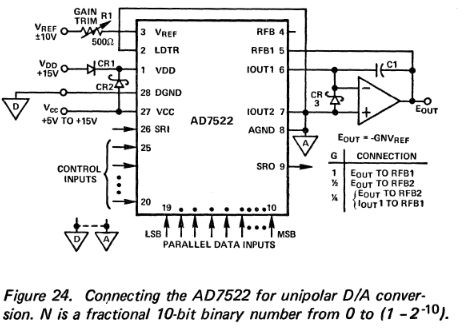 GAIN
TRIM R1
VREF
±10V
500Ω
3 VREF
2 LDTR
VDD
+15V
CR1
1 VDD
CR2
28 DGND
D
VCC
+5V TO +15V
27 VCC
26 SRI
25
CONTROL
INPUTS
20
AD7522
RFB 4
RFB1 5
IOUT1 6
C1
CR
3
IOUT2 7
AGND 8
A
SRO 9
EOUT
EOUT = -GNVREF
G CONNECTION
1 EOUT TO RFB1
½ EOUT TO RFB2
¼ { EOUT TO RFB2
IOUT1 TO RFB1
19 10
LSB MSB
PARALLEL DATA INPUTS
D A
Figure 24. Connecting the AD7522 for unipolar D/A conver-
sion. N is a fractional 10-bit binary number from 0 to (1 – 2⁻¹⁰).